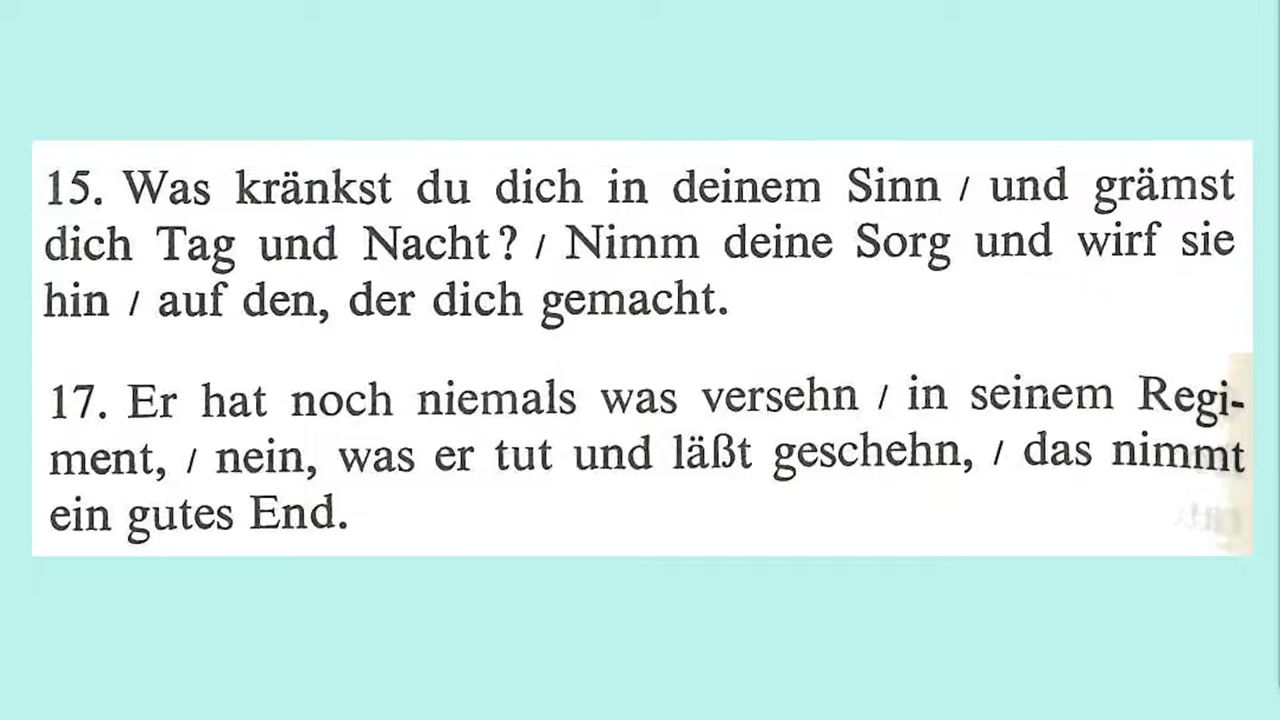 15. Was kränkst du dich in deinem Sinn / und grämst
dich Tag und Nacht? / Nimm deine Sorg und wirf sie
hin / auf den, der dich gemacht.
17. Er hat noch niemals was versehn / in seinem Regi-
ment, / nein, was er tut und läßt geschehn, / das nimmt
ein gutes End.